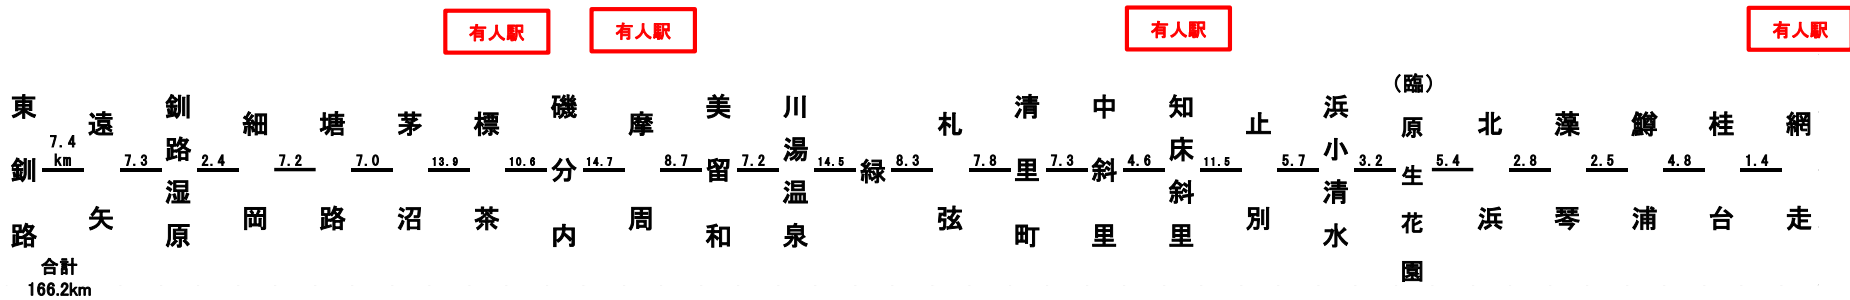 有人駅
有人駅
有人駅
有人駅
東釧路
7.4
km
遠矢
7.3
釧路湿原
2.4
細岡
7.2
塘路
7.0
茅沼
13.9
標茶
10.6
磯分内
14.7
摩周
8.7
美留和
7.2
川湯温泉
14.5
緑
8.3
札弦
7.8
清里町
7.3
中斜里
4.6
知床斜里
11.5
止別
5.7
浜小清水
3.2
(臨)
原生花園
5.4
北浜
2.8
藻琴
2.5
鱒浦
4.8
桂台
1.4
網走
合計
166.2km